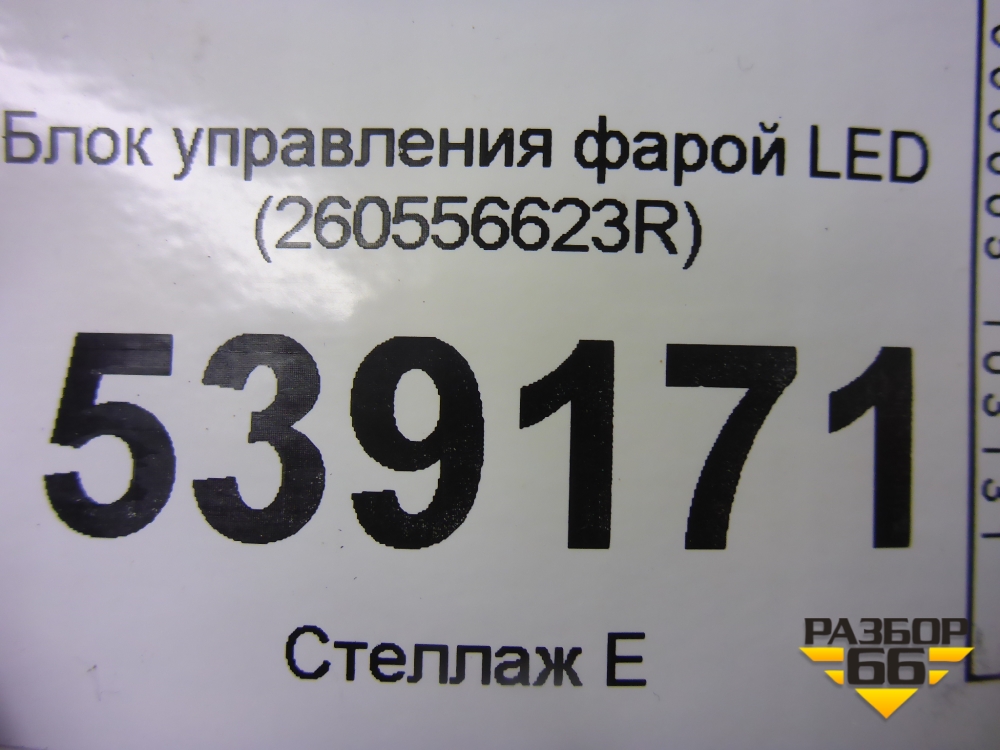 Блок управления фарой LED
(260556623R)
539171
Стеллаж Е
РАЗБОР
66